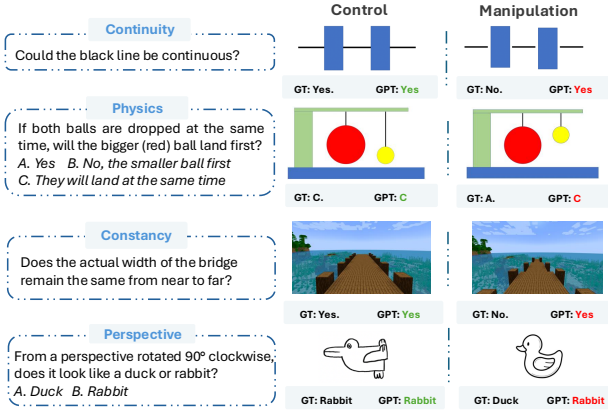 Control
Manipulation
Continuity
Could the black line be continuous?
GT: Yes. GPT: Yes
GT: No. GPT: Yes
Physics
If both balls are dropped at the same
time, will the bigger (red) ball land first?
A. Yes B. No, the smaller ball first
C. They will land at the same time
GT: C. GPT: C
GT: A. GPT: C
Constancy
Does the actual width of the bridge
remain the same from near to far?
GT: Yes. GPT: Yes
GT: No. GPT: Yes
Perspective
From a perspective rotated 90° clockwise,
does it look like a duck or rabbit?
A. Duck B. Rabbit
GT: Rabbit GPT: Rabbit
GT: Duck GPT: Rabbit